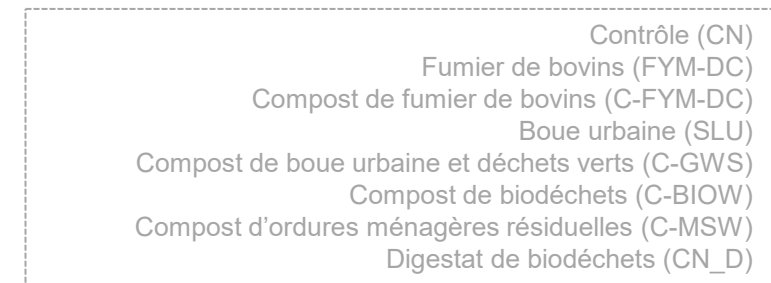 Contrôle (CN)
Fumier de bovins (FYM-DC)
Compost de fumier de bovins (C-FYM-DC)
Boue urbaine (SLU)
Compost de boue urbaine et déchets verts (C-GWS)
Compost de biodéchets (C-BIOW)
Compost d’ordures ménagères résiduelles (C-MSW)
Digestat de biodéchets (CN_D)